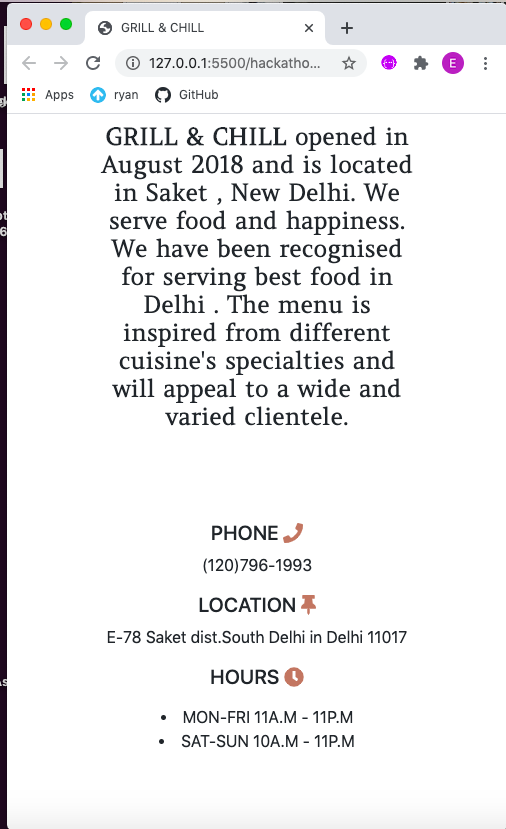 GRILL & CHILL
127.0.0.1:5500/hackatho...
E
Apps
ryan
GitHub
GRILL & CHILL opened in
August 2018 and is located
in Saket , New Delhi. We
serve food and happiness.
We have been recognised
for serving best food in
Delhi . The menu is
inspired from different
cuisine's specialties and
will appeal to a wide and
varied clientele.
PHONE
(120)796-1993
LOCATION
E-78 Saket dist.South Delhi in Delhi 11017
HOURS
• MON-FRI 11A.M - 11P.M
• SAT-SUN 10A.M - 11P.M